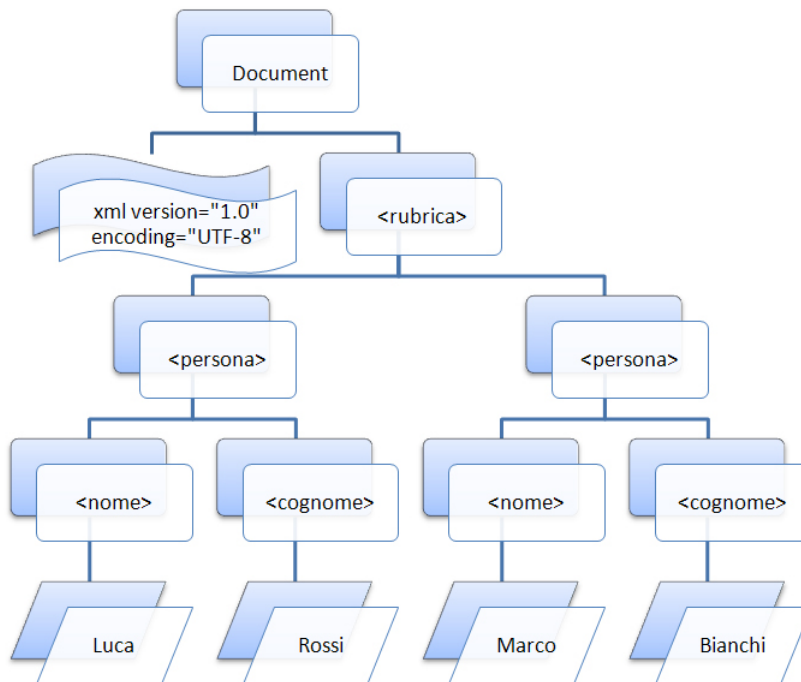 Document
xml version="1.0"
encoding="UTF-8"
<rubrica>
<persona>
<persona>
<nome>
<cognome>
<nome>
<cognome>
Luca
Rossi
Marco
Bianchi